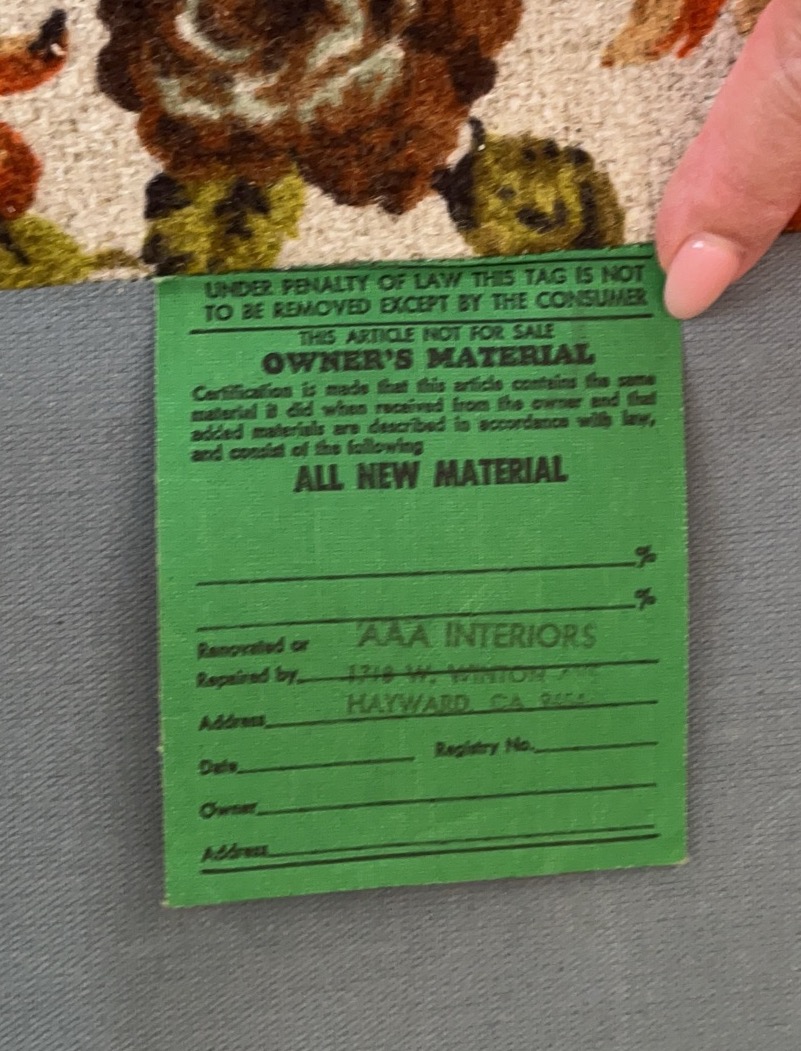 UNDER PENALTY OF LAW THIS TAG IS NOT
TO BE REMOVED EXCEPT BY THE CONSUMER
THIS ARTICLE NOT FOR SALE
OWNER'S MATERIAL
Certification is made that this article contains the same
material it did when received from the owner and that
added materials are described in accordance with law,
and consist of the following
ALL NEW MATERIAL
%
%
Renovated or AAA INTERIORS
Repaired by W. WINTON
HAYWARD, CA
Address
Date Registry No.
Owner
Address